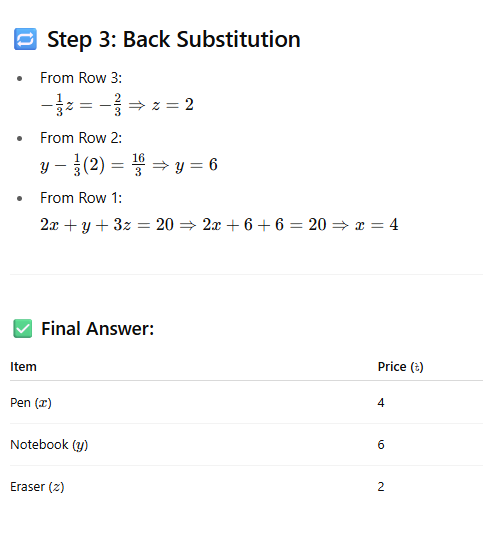 Step 3: Back Substitution
From Row 3:
−1/3 z = −2/3 ⇒ z = 2
From Row 2:
y − 1/3(2) = 16/3 ⇒ y = 6
From Row 1:
2x + y + 3z = 20 ⇒ 2x + 6 + 6 = 20 ⇒ x = 4
Final Answer:
Item Price (৳)
Pen (x) 4
Notebook (y) 6
Eraser (z) 2